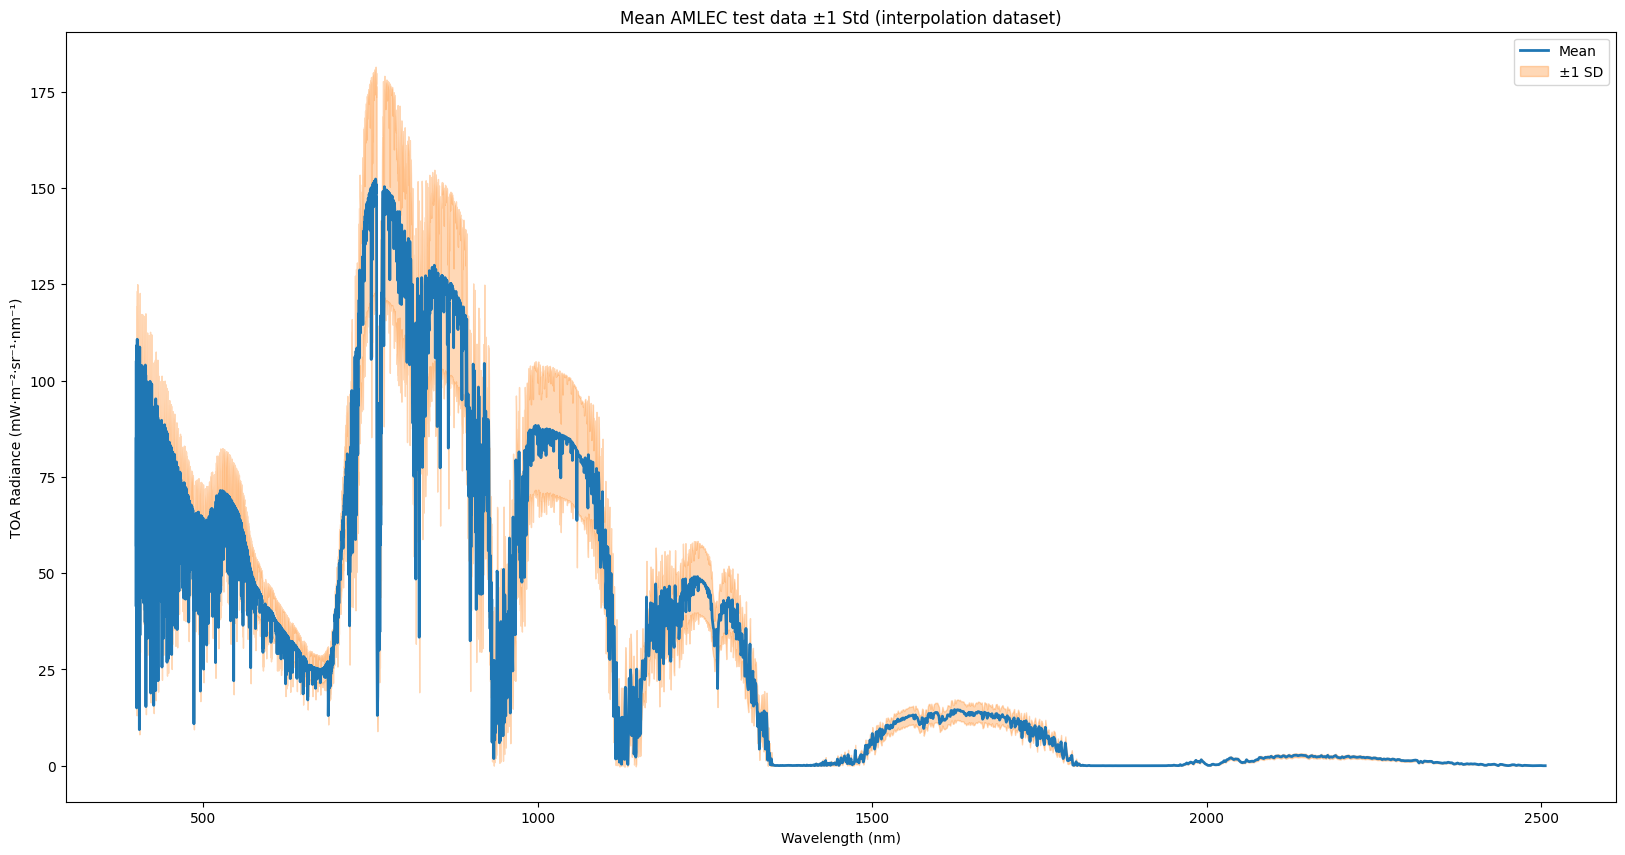 Mean AMLEC test data ±1 Std (interpolation dataset)
Mean
±1 SD
TOA Radiance (mW·m⁻²·sr⁻¹·nm⁻¹)
175
150
125
100
75
50
25
0
500 1000 1500 2000 2500
Wavelength (nm)